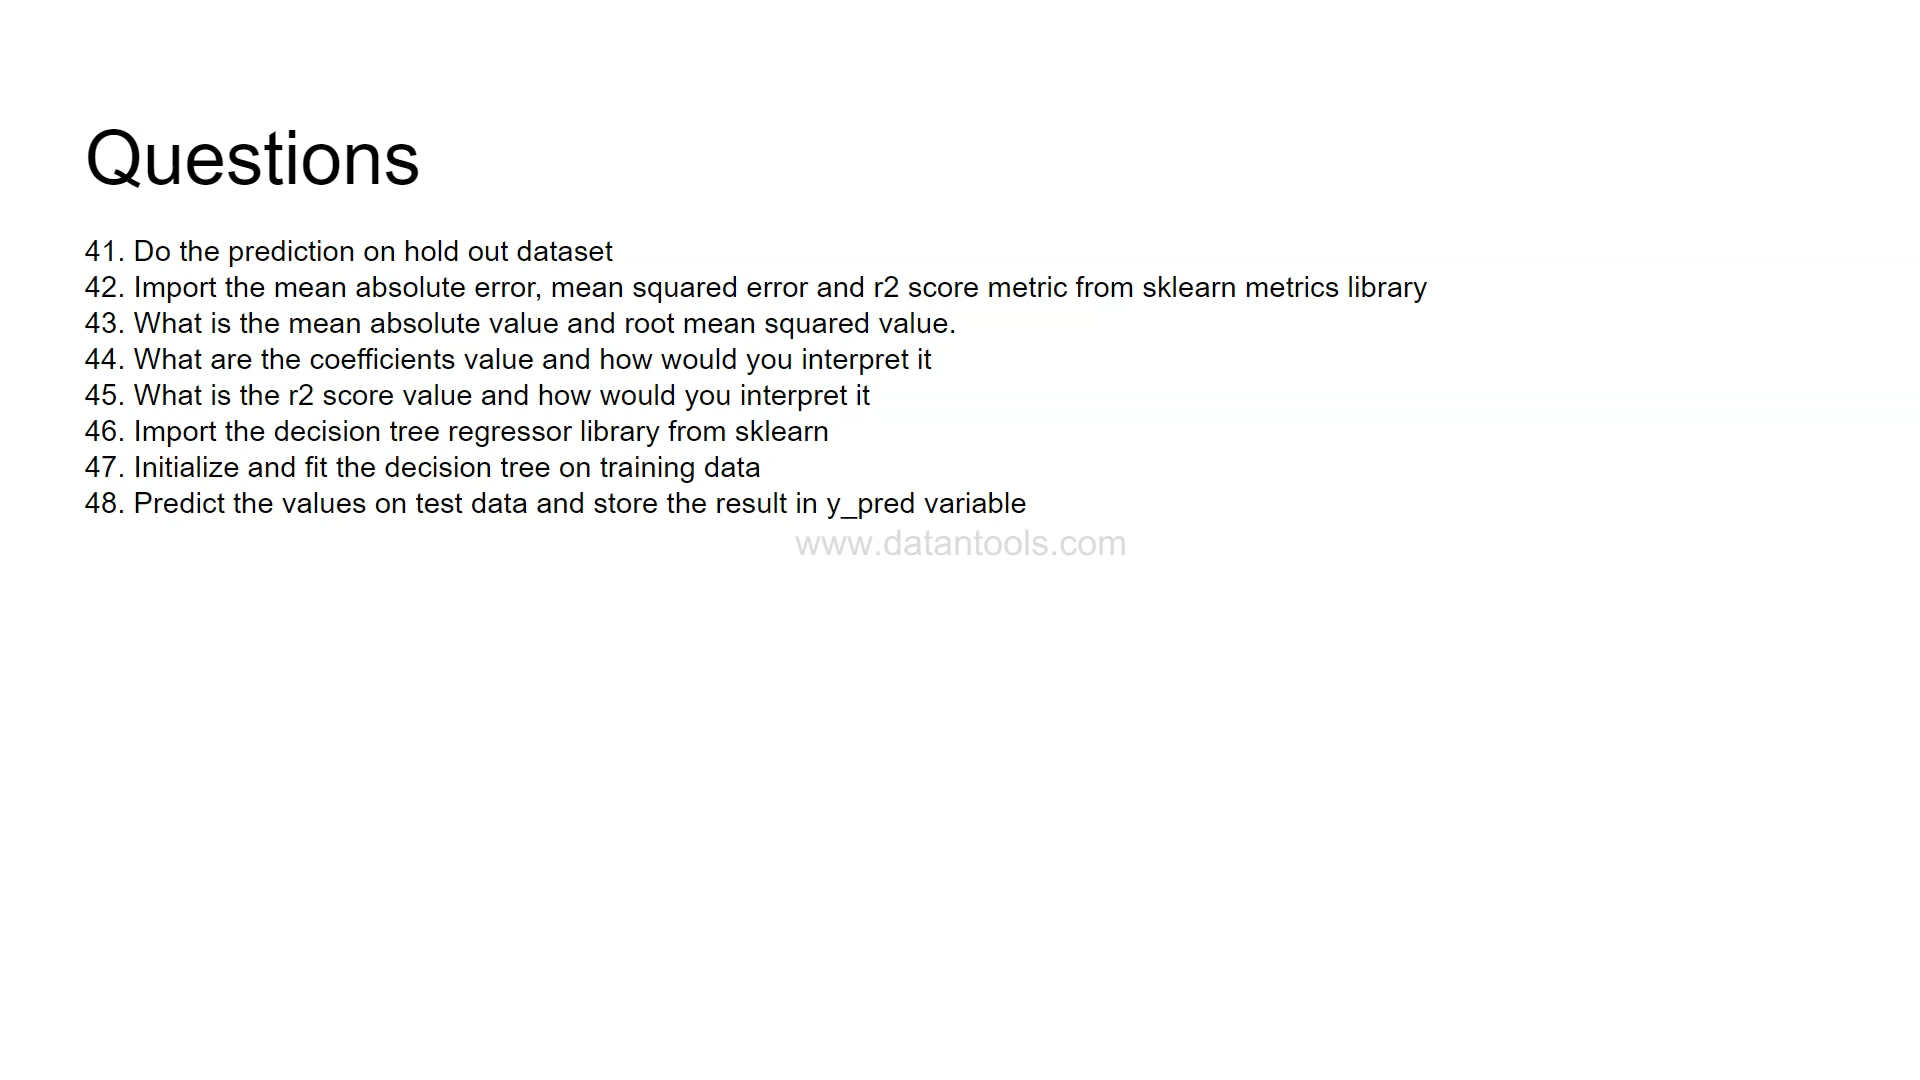 Questions
41. Do the prediction on hold out dataset
42. Import the mean absolute error, mean squared error and r2 score metric from sklearn metrics library
43. What is the mean absolute value and root mean squared value.
44. What are the coefficients value and how would you interpret it
45. What is the r2 score value and how would you interpret it
46. Import the decision tree regressor library from sklearn
47. Initialize and fit the decision tree on training data
48. Predict the values on test data and store the result in y_pred variable
www.datantools.com